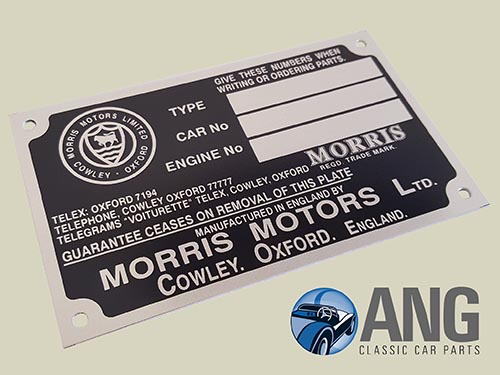 GIVE THESE NUMBERS WHEN
WRITING OR ORDERING PARTS.
TYPE
CAR No
ENGINE No
MORRIS MOTORS LIMITED
COWLEY · OXFORD
MORRIS
REGD. TRADE MARK.
TELEX: OXFORD 7194
TELEPHONE, COWLEY OXFORD 77777
TELEGRAMS "VOITURETTE" TELEX, COWLEY, OXFORD
GUARANTEE CEASES ON REMOVAL OF THIS PLATE
MANUFACTURED IN ENGLAND BY
MORRIS MOTORS LTD.
COWLEY, OXFORD, ENGLAND.
ANG
CLASSIC CAR PARTS